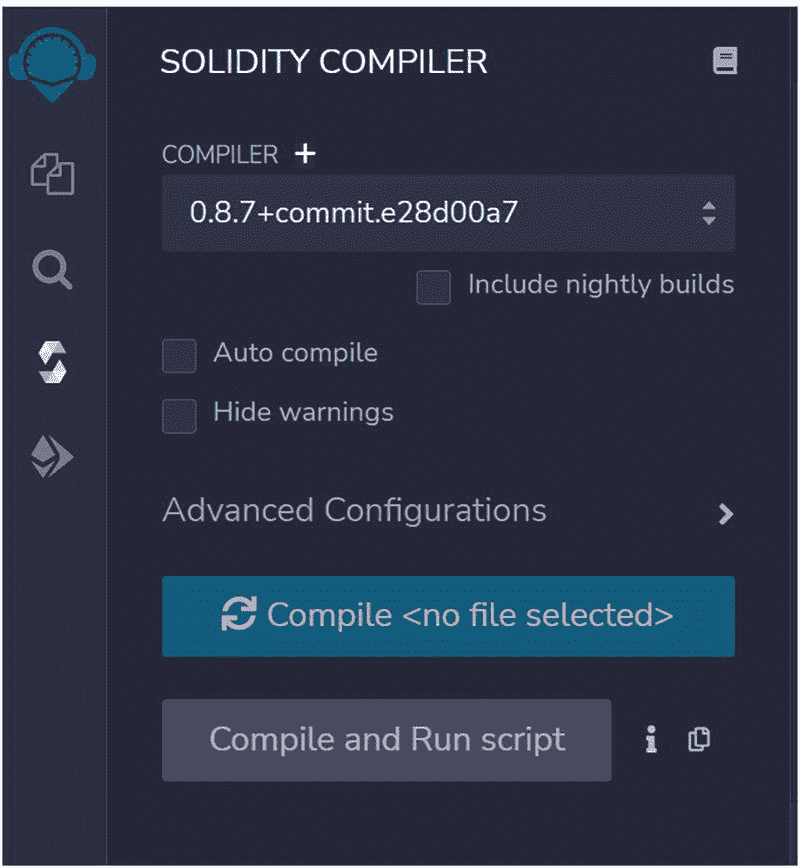 SOLIDITY COMPILER
COMPILER +
0.8.7+commit.e28d00a7
Include nightly builds
Auto compile
Hide warnings
Advanced Configurations
Compile <no file selected>
Compile and Run script